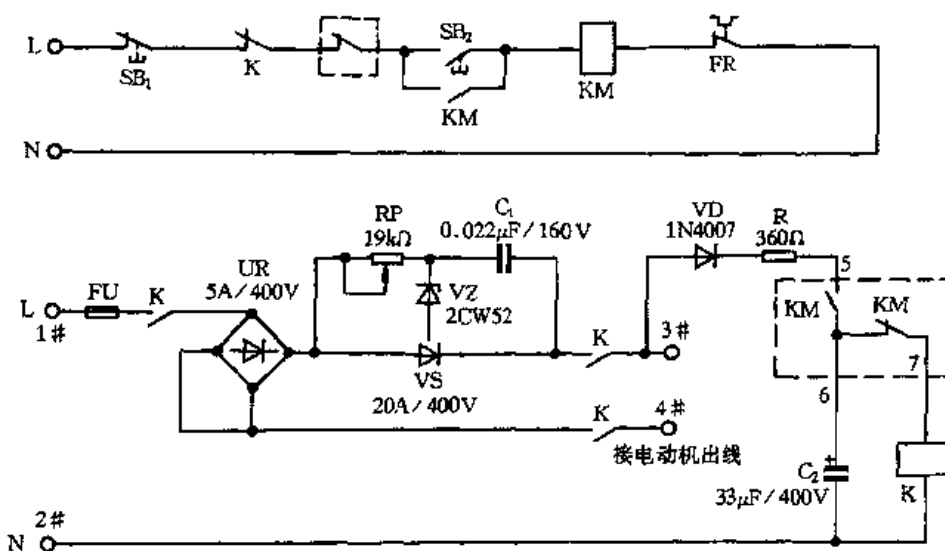 L
SB₁
K
SB₂
KM
KM
FR
N
RP
19kΩ
C₁
0.022μF/160V
VD
1N4007
R
360Ω
UR
5A/400V
VZ
2CW52
L
1#
FU
K
VS
20A/400V
K
3#
K
4#
接电动机出线
5
KM
KM
6
7
C₂
+
33μF/400V
K
N
2#